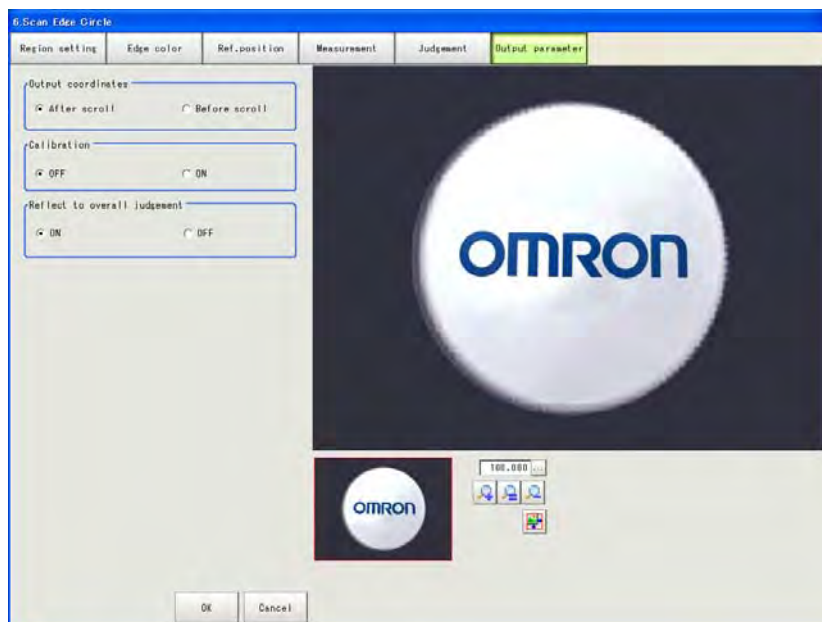 6.Scan Edge Circle
Region setting Edge color Ref.position Measurement Judgement Output parameter
Output coordinates
After scroll Before scroll
Calibration
OFF ON
Reflect to overall judgement
ON OFF
OMRON
100.000 ...
OMRON
OK Cancel